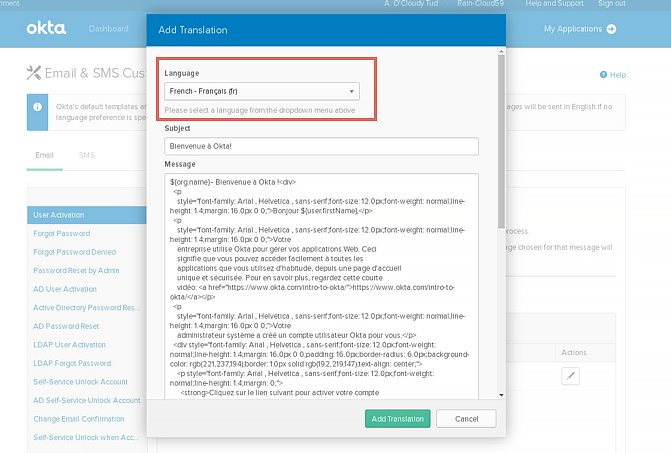 nment
A. O'Cloudy Tud
Rain-Cloud59
Help and Support
Sign out
okta
Dashboard
My Applications
Email & SMS Cus
Help
Okta's default templates ar
ages will be sent in English if no
language preference is spe
Email
SMS
User Activation
Forgot Password
Forgot Password Denied
Password Reset by Admin
AD User Activation
Active Directory Password Res...
AD Password Reset
LDAP User Activation
LDAP Forgot Password
Self-Service Unlock Account
AD Self-Service Unlock Account
Change Email Confirmation
Self-Service Unlock when Acc...
rocess.
age chosen for that message will
Actions
Add Translation
Language
French - Français (fr)
Please select a language from the dropdown menu above
Subject
Bienvenue à Okta!
Message
${org.name} - Bienvenue à Okta !<div>
<p
style="font-family: Arial , Helvetica , sans-serif;font-size: 12.0px;font-weight: normal;line-
height: 1.4;margin: 16.0px 0 0;">Bonjour ${user.firstName},</p>
<p
style="font-family: Arial , Helvetica , sans-serif;font-size: 12.0px;font-weight: normal;line-
height: 1.4;margin: 16.0px 0 0;">Votre
entreprise utilise Okta pour gérer vos applications Web. Ceci
signifie que vous pouvez accéder facilement à toutes les
applications que vous utilisez d'habitude, depuis une page d'accueil
unique et sécurisée. Pour en savoir plus, regardez cette courte
vidéo: <a href="https://www.okta.com/intro-to-okta/">https://www.okta.com/intro-to-
okta/</a></p>
<p
style="font-family: Arial , Helvetica , sans-serif;font-size: 12.0px;font-weight: normal;line-
height: 1.4;margin: 16.0px 0 0;">Votre
administrateur système a créé un compte utilisateur Okta pour vous.</p>
<div style="font-family: Arial , Helvetica , sans-serif;font-size: 12.0px;font-weight:
normal;line-height: 1.4;margin: 16.0px 0 0;padding: 16.0px;border-radius: 6.0px;background-
color: rgb(221,237,194);border: 1.0px solid rgb(192,219,147);text-align: center;">
<p style="font-family: Arial , Helvetica , sans-serif;font-size: 12.0px;font-weight:
normal;line-height: 1.4;margin: 0;">
<strong>Cliquez sur le lien suivant pour activer votre compte
Add Translation
Cancel